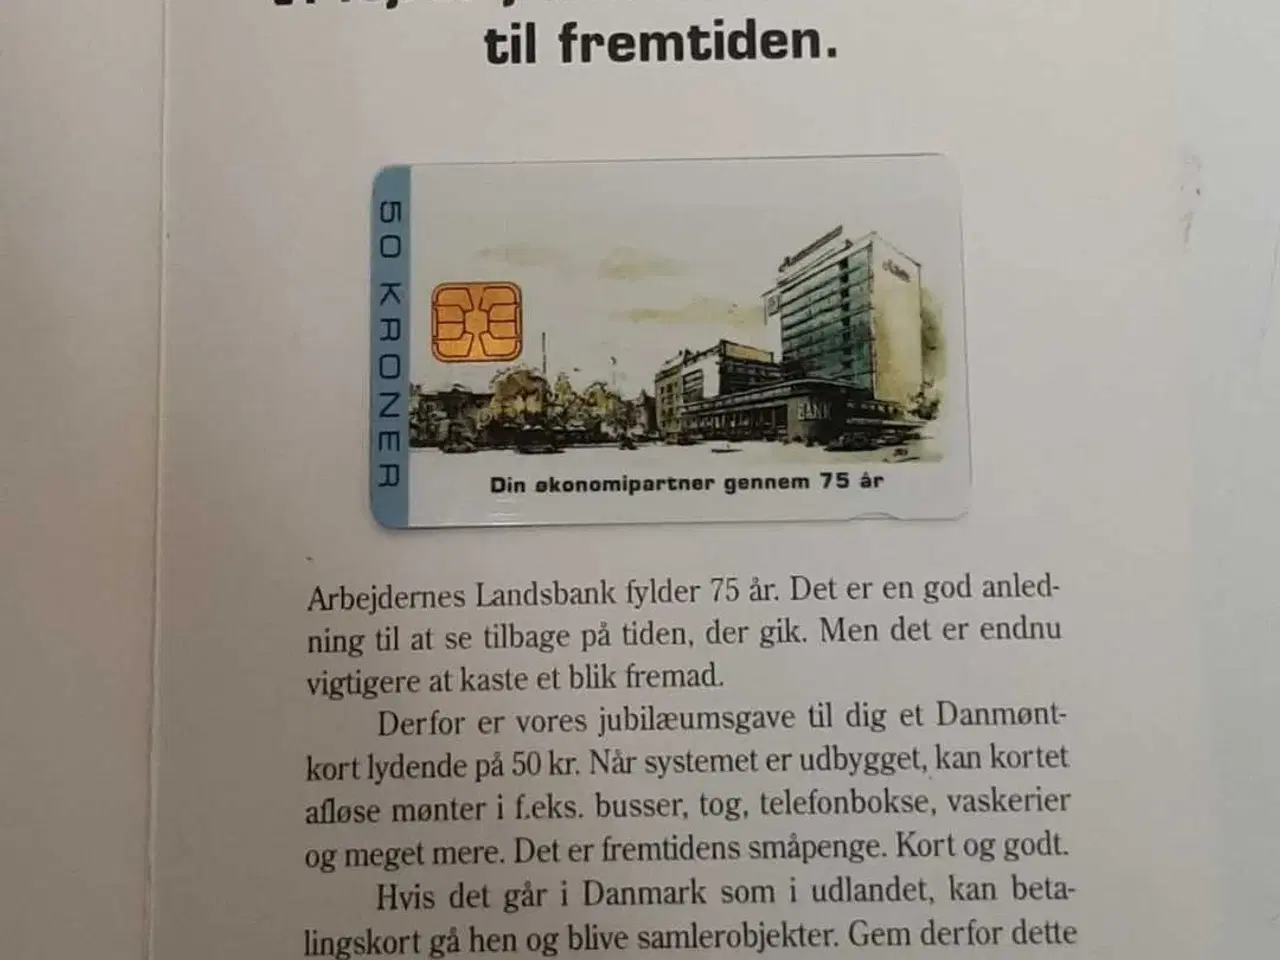 til fremtiden.
50 KRONER
BANK
Din økonomipartner gennem 75 år
Arbejdernes Landsbank fylder 75 år. Det er en god anled-
ning til at se tilbage på tiden, der gik. Men det er endnu
vigtigere at kaste et blik fremad.
Derfor er vores jubilæumsgave til dig et Danmønt-
kort lydende på 50 kr. Når systemet er udbygget, kan kortet
afløse mønter i f.eks. busser, tog, telefonbokse, vaskerier
og meget mere. Det er fremtidens småpenge. Kort og godt.
Hvis det går i Danmark som i udlandet, kan beta-
lingskort gå hen og blive samlerobjekter. Gem derfor dette